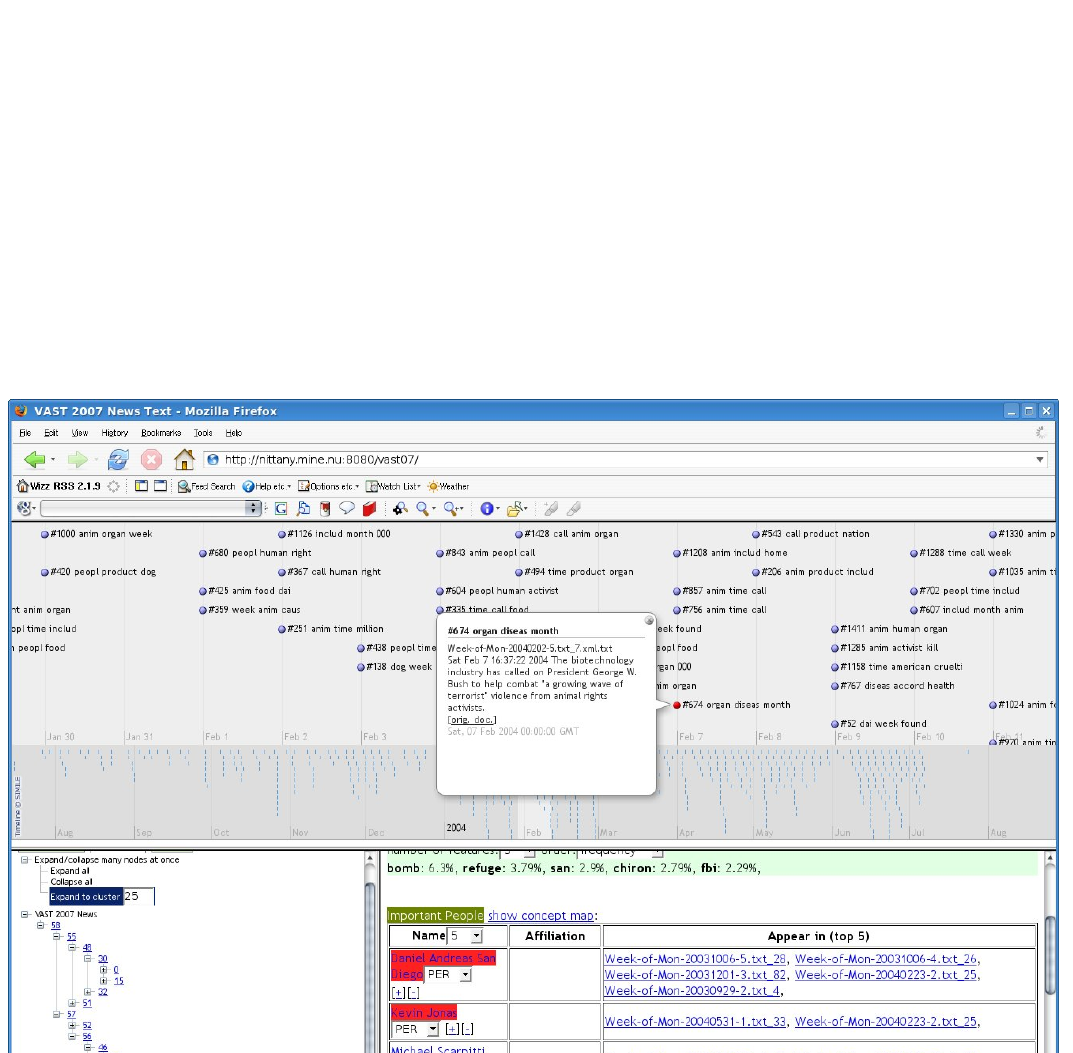 VAST 2007 News Text - Mozilla Firefox
File Edit View History Bookmarks Tools Help
http://nittany.mine.nu:8080/vast07/
Wizz RSS 2.1.9 Feed Search Help etc Options etc Watch List Weather
#1000 anim organ week #1126 includ month 000 #1428 call anim organ #543 call product nation #1330 anim p
#680 peopl human right #843 anim peopl call #1208 anim includ home #1288 time call week
#420 peopl product dog #367 call human right #494 time product organ #206 anim product includ #1035 anim ti
#425 anim food dai #604 peopl human activist #857 anim time call #702 peopl time includ
nt anim organ #359 week anim caus #335 time call food #756 anim time call #607 includ month anim
opl time includ #251 anim time million eek found #1411 anim human organ
n peopl food #438 peopl time opl food #1285 anim activist kill
#138 dog week rgan 000 #1158 time american cruelti
im organ #767 diseas accord health
#674 organ diseas month #1024 anim fo
#52 dai week found
#674 organ diseas month
Week-of-Mon-20040202-5.txt_7.xml.txt
Sat Feb 7 16:37:22 2004 The biotechnology
industry has called on President George W.
Bush to help combat "a growing wave of
terrorist" violence from animal rights
activists.
[orig. doc.]
Sat, 07 Feb 2004 00:00:00 GMT
Jan 30 Jan 31 Feb 1 Feb 2 Feb 3 Feb 7 Feb 8 Feb 9 Feb 10 Feb 11
#970 anim tin
Timeline © SIMILE
2004
Aug Sep Oct Nov Dec Feb Mar Apr May Jun Jul Aug
Expand/collapse many nodes at once
Expand all
Collapse all
Expand to cluster 25
VAST 2007 News
58
55
48
30
0
15
32
51
57
52
56
46
number of features: 5 order: frequency
bomb: 6.3%, refuge: 3.79%, san: 2.9%, chiron: 2.79%, fbi: 2.29%,
Important People show concept map:
Name 5 Affiliation Appear in (top 5)
Daniel Andreas San
Diego PER
[+][-]
Week-of-Mon-20031006-5.txt_28, Week-of-Mon-20031006-4.txt_26,
Week-of-Mon-20031201-3.txt_82, Week-of-Mon-20040223-2.txt_25,
Week-of-Mon-20030929-2.txt_4,
Kevin Jonas
PER [+][-]
Week-of-Mon-20040531-1.txt_33, Week-of-Mon-20040223-2.txt_25,
Michael Scarpitti